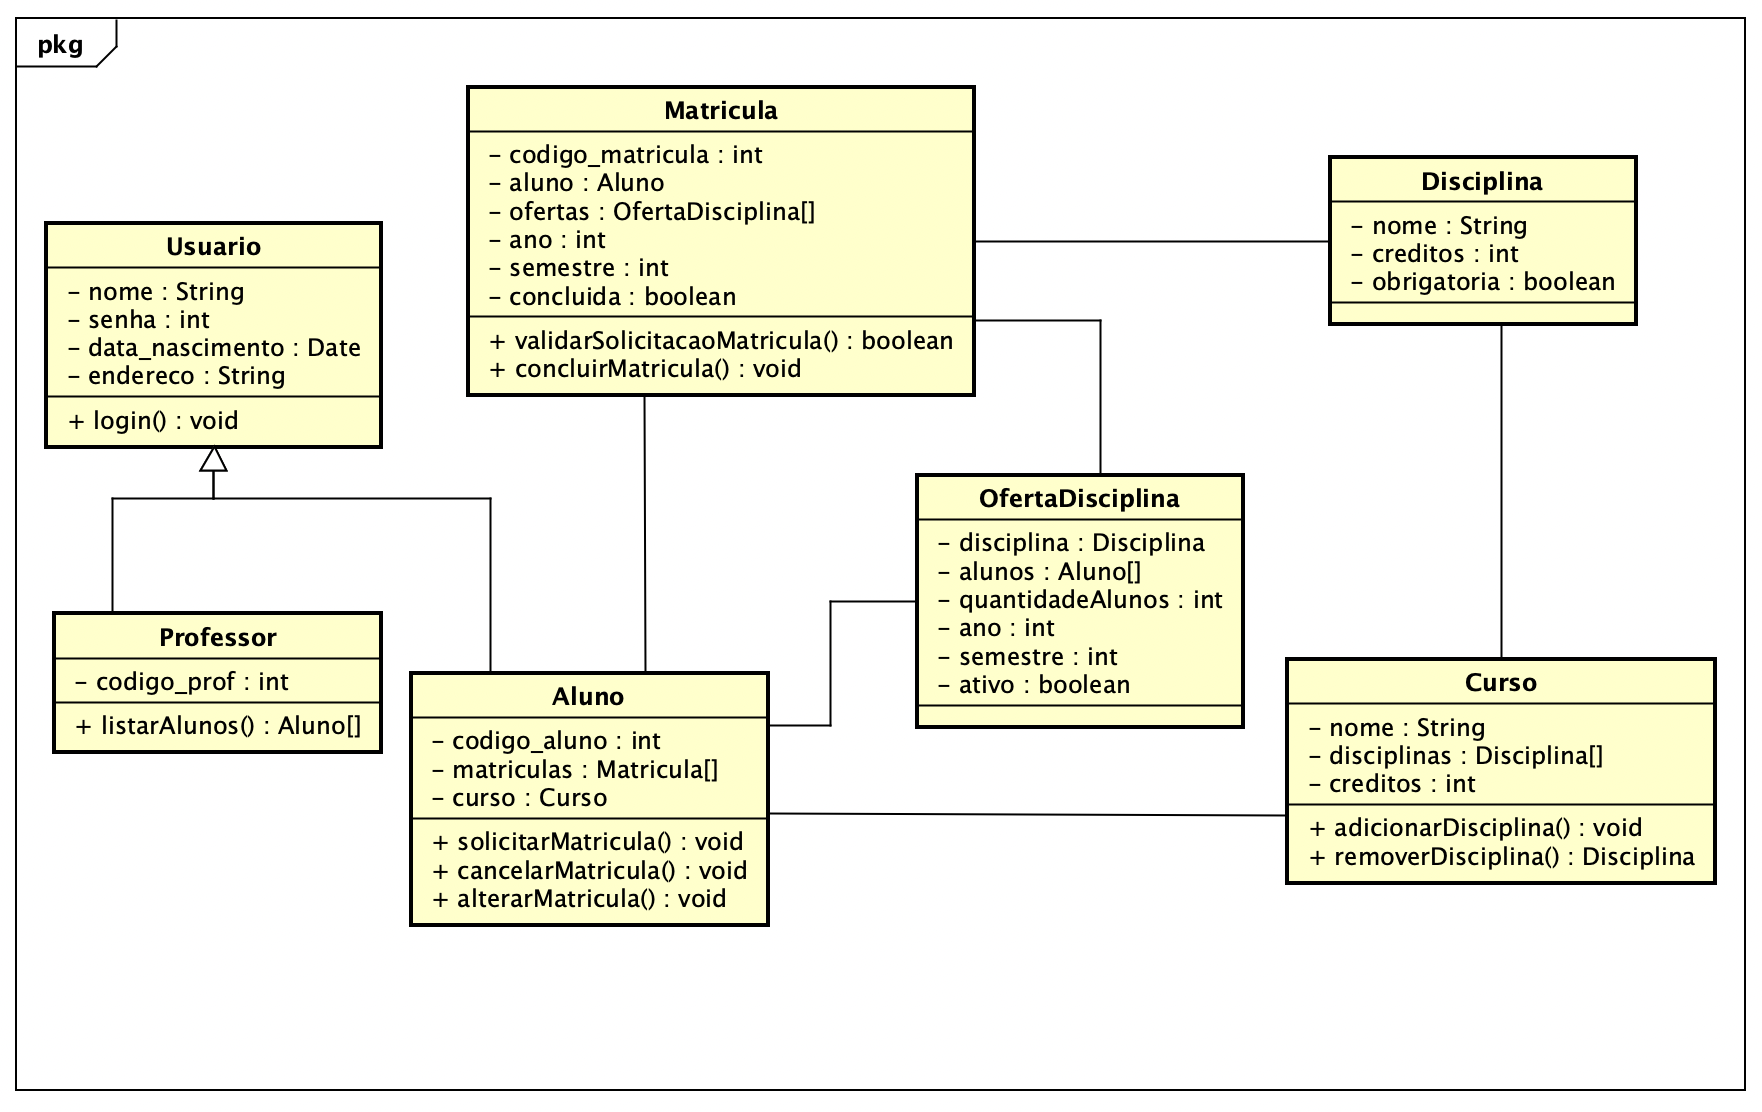 pkg
Matricula
- codigo_matricula : int
- aluno : Aluno
- ofertas : OfertaDisciplina[]
- ano : int
- semestre : int
- concluida : boolean
+ validarSolicitacaoMatricula() : boolean
+ concluirMatricula() : void
Disciplina
- nome : String
- creditos : int
- obrigatoria : boolean
Usuario
- nome : String
- senha : int
- data_nascimento : Date
- endereco : String
+ login() : void
OfertaDisciplina
- disciplina : Disciplina
- alunos : Aluno[]
- quantidadeAlunos : int
- ano : int
- semestre : int
- ativo : boolean
Professor
- codigo_prof : int
+ listarAlunos() : Aluno[]
Aluno
- codigo_aluno : int
- matriculas : Matricula[]
- curso : Curso
+ solicitarMatricula() : void
+ cancelarMatricula() : void
+ alterarMatricula() : void
Curso
- nome : String
- disciplinas : Disciplina[]
- creditos : int
+ adicionarDisciplina() : void
+ removerDisciplina() : Disciplina